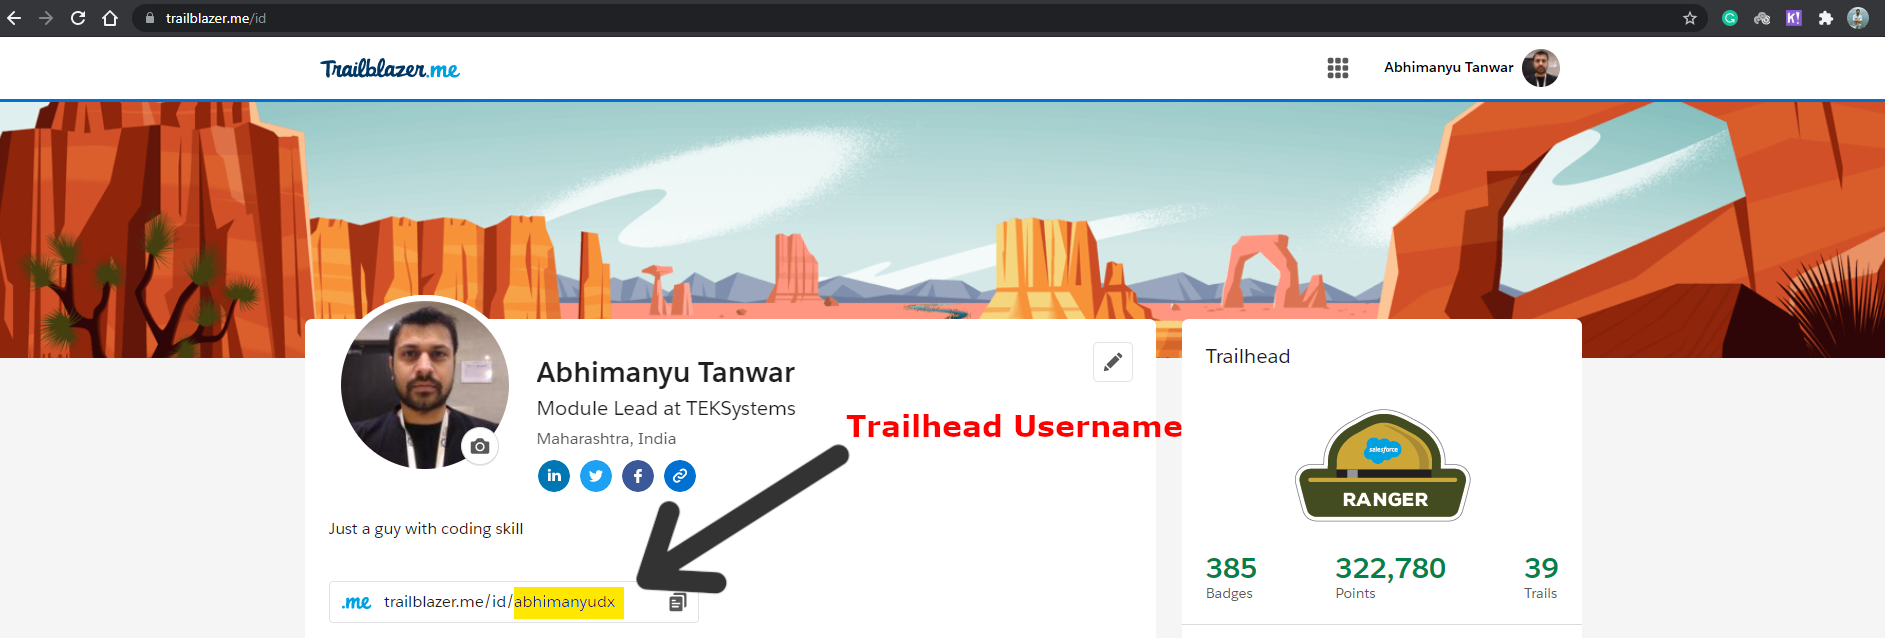 trailblazer.me/id
Trailblazer.me
Abhimanyu Tanwar
Abhimanyu Tanwar
Module Lead at TEKSystems
Maharashtra, India
in
f
Just a guy with coding skill
.me trailblazer.me/id/abhimanyudx
Trailhead Username
Trailhead
salesforce
RANGER
385 322,780 39
Badges Points Trails
G
K!